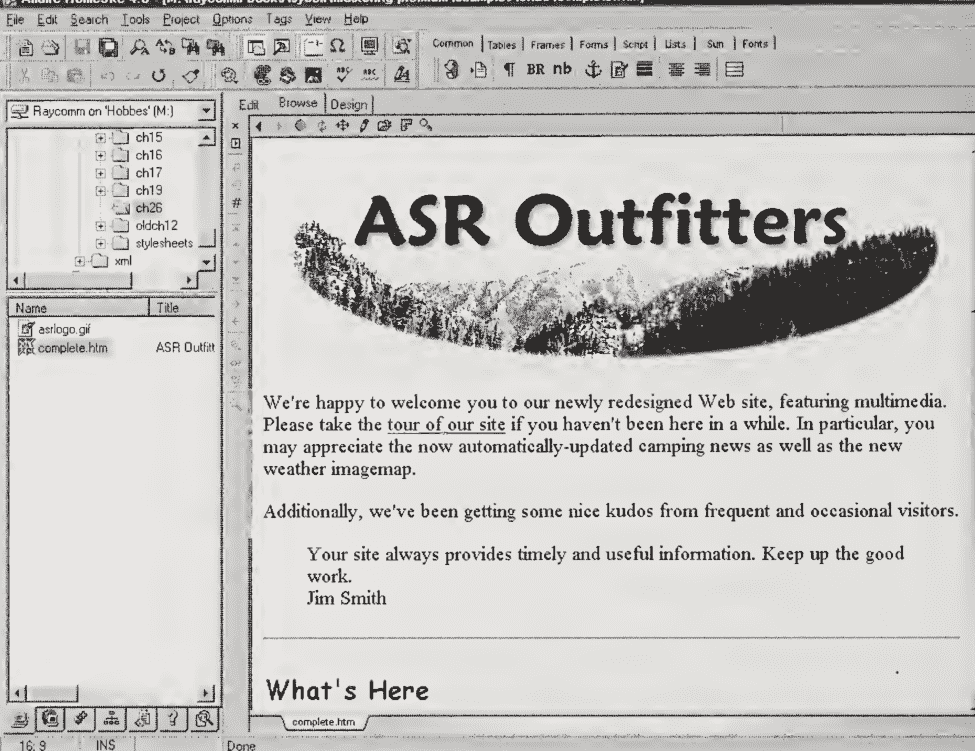 File Edit Search Tools Project Options Tags View Help
Common Tables Frames Forms Script Lists Sun Fonts
¶ BR nb
Raycomm on 'Hobbes' (M:)
Edit Browse Design
ch15
ch16
ch17
ch19
ch26
oldch12
stylesheets
xml
#
Name Title
asrlogo.gif
complete.htm ASR Outfitt
ASR Outfitters
We're happy to welcome you to our newly redesigned Web site, featuring multimedia.
Please take the tour of our site if you haven't been here in a while. In particular, you
may appreciate the now automatically-updated camping news as well as the new
weather imagemap.
Additionally, we've been getting some nice kudos from frequent and occasional visitors.
Your site always provides timely and useful information. Keep up the good
work.
Jim Smith
What's Here
complete.htm
16, 9 INS Done